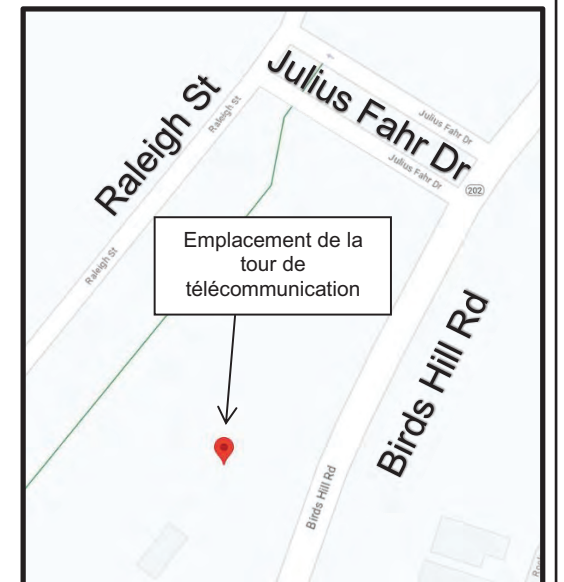 Raleigh St
Raleigh St
Raleigh St
Julius Fahr Dr
Julius Fahr Dr
Julius Fahr Dr
202
Emplacement de la
tour de
télécommunication
Birds Hill Rd
Birds Hill Rd